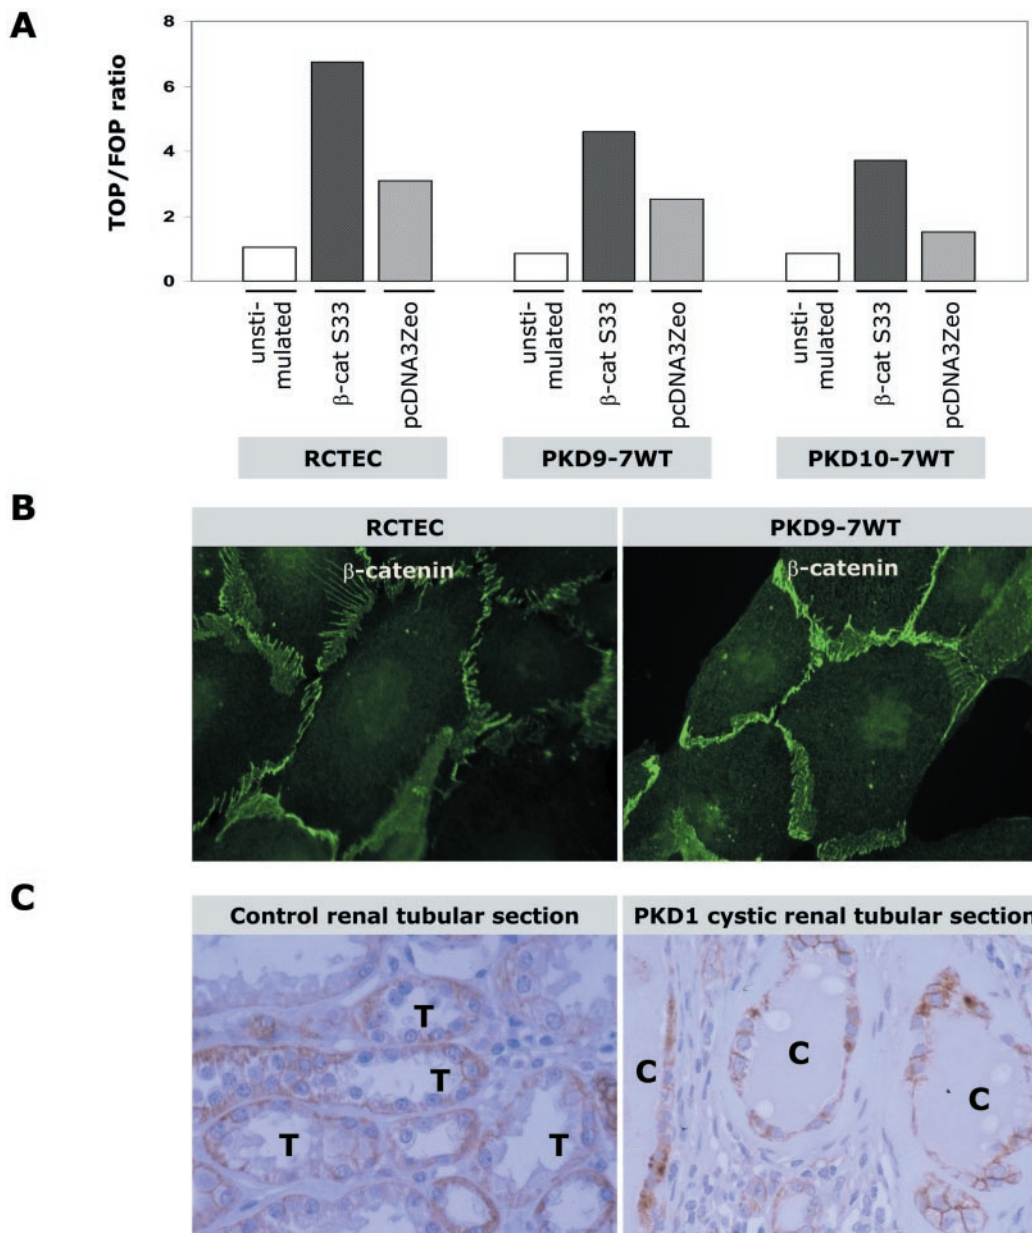 A
TOP/FOP ratio
8
6
4
2
0
unsti-
mulated
β-cat S33
pcDNA3Zeo
unsti-
mulated
β-cat S33
pcDNA3Zeo
unsti-
mulated
β-cat S33
pcDNA3Zeo
RCTEC
PKD9-7WT
PKD10-7WT
B
RCTEC
PKD9-7WT
β-catenin
β-catenin
C
Control renal tubular section
PKD1 cystic renal tubular section
T
T
T
T
C
C
C